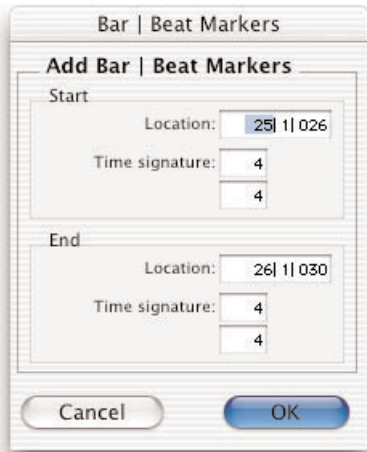 Bar | Beat Markers
Add Bar | Beat Markers
Start
Location: 25| 1| 026
Time signature: 4
4
End
Location: 26| 1| 030
Time signature: 4
4
Cancel OK